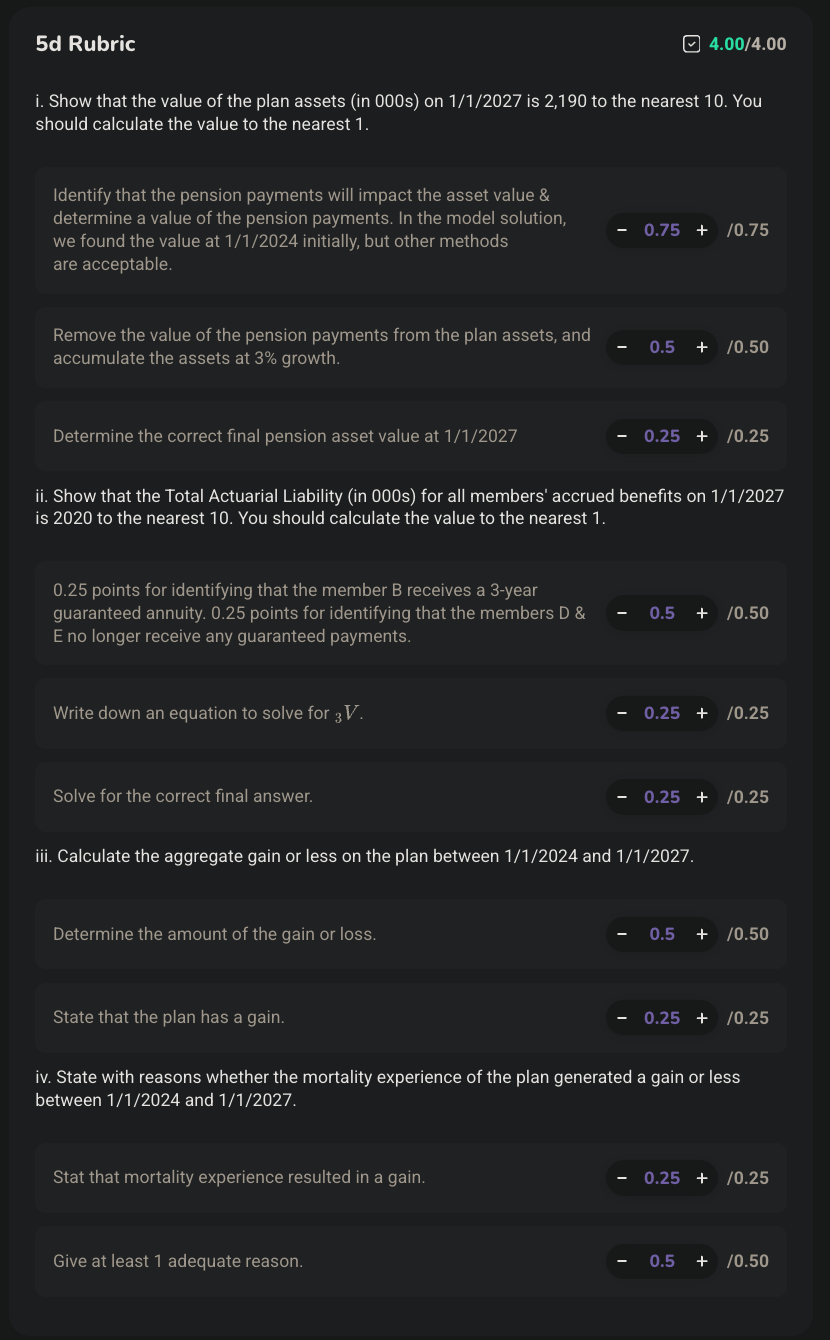 5d Rubric
4.00/4.00
i. Show that the value of the plan assets (in 000s) on 1/1/2027 is 2,190 to the nearest 10. You
should calculate the value to the nearest 1.
Identify that the pension payments will impact the asset value &
determine a value of the pension payments. In the model solution,
we found the value at 1/1/2024 initially, but other methods
are acceptable.
− 0.75 + /0.75
Remove the value of the pension payments from the plan assets, and
accumulate the assets at 3% growth.
− 0.5 + /0.50
Determine the correct final pension asset value at 1/1/2027
− 0.25 + /0.25
ii. Show that the Total Actuarial Liability (in 000s) for all members' accrued benefits on 1/1/2027
is 2020 to the nearest 10. You should calculate the value to the nearest 1.
0.25 points for identifying that the member B receives a 3-year
guaranteed annuity. 0.25 points for identifying that the members D &
E no longer receive any guaranteed payments.
− 0.5 + /0.50
Write down an equation to solve for ₃V.
− 0.25 + /0.25
Solve for the correct final answer.
− 0.25 + /0.25
iii. Calculate the aggregate gain or less on the plan between 1/1/2024 and 1/1/2027.
Determine the amount of the gain or loss.
− 0.5 + /0.50
State that the plan has a gain.
− 0.25 + /0.25
iv. State with reasons whether the mortality experience of the plan generated a gain or less
between 1/1/2024 and 1/1/2027.
Stat that mortality experience resulted in a gain.
− 0.25 + /0.25
Give at least 1 adequate reason.
− 0.5 + /0.50